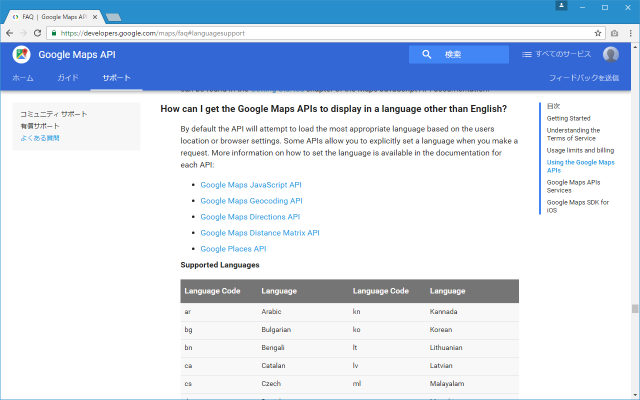 FAQ | Google Maps API
https://developers.google.com/maps/faq#languagesupport
Google Maps API
検索
すべてのサービス
ホーム
ガイド
サポート
フィードバックを送信
コミュニティ サポート
有償サポート
よくある質問
How can I get the Google Maps APIs to display in a language other than English?
By default the API will attempt to load the most appropriate language based on the users
location or browser settings. Some APIs allow you to explicitly set a language when you make a
request. More information on how to set the language is available in the documentation for
each API:
Google Maps JavaScript API
Google Maps Geocoding API
Google Maps Directions API
Google Maps Distance Matrix API
Google Places API
Supported Languages
Language Code Language Language Code Language
ar Arabic kn Kannada
bg Bulgarian ko Korean
bn Bengali lt Lithuanian
ca Catalan lv Latvian
cs Czech ml Malayalam
目次
Getting Started
Understanding the
Terms of Service
Usage limits and billing
Using the Google Maps
APIs
Google Maps APIs
Services
Google Maps SDK for
iOS